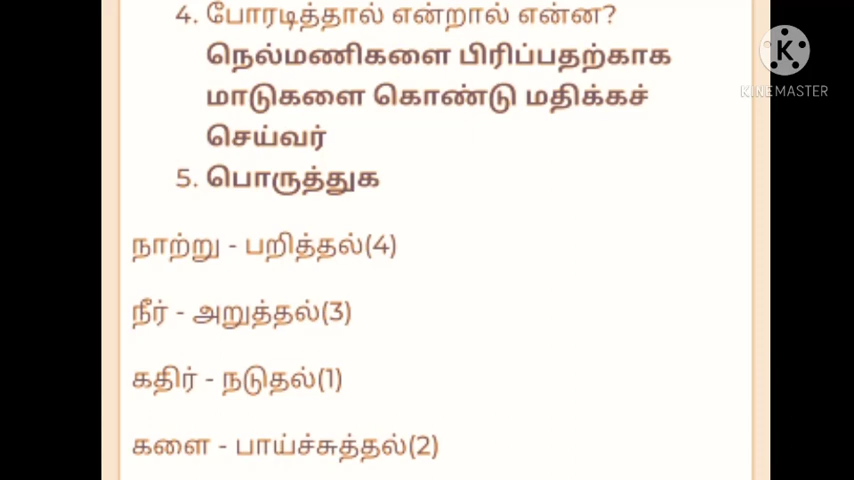 4. போரடித்தால் என்றால் என்ன?
நெல்மணிகளை பிரிப்பதற்காக
மாடுகளை கொண்டு மதிக்கச்
செய்வர்
5. பொருத்துக
நாற்று - பறித்தல்(4)
நீர் - அறுத்தல்(3)
கதிர் - நடுதல்(1)
களை - பாய்ச்சுத்தல்(2)
K
KINEMASTER